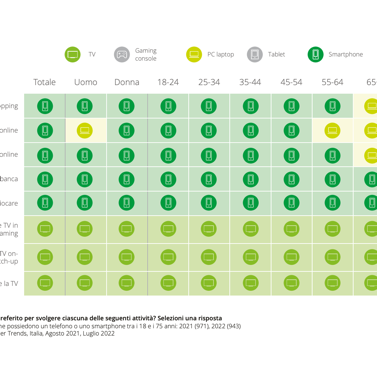 TV
Gaming
console
PC laptop
Tablet
Smartphone
Totale Uomo Donna 18-24 25-34 35-44 45-54 55-64 65-
pping
online
online
banca
iocare
e TV in
aming
TV on-
tch-up
e la TV
referito per svolgere ciascuna delle seguenti attività? Selezioni una risposta
ne possiedono un telefono o uno smartphone tra i 18 e i 75 anni: 2021 (971), 2022 (943)
er Trends, Italia, Agosto 2021, Luglio 2022